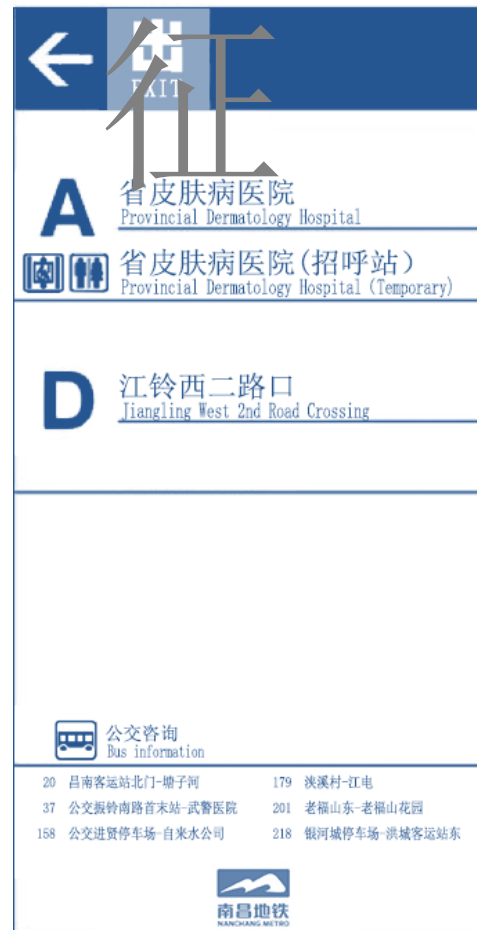 出
EXIT
征
A
省皮肤病医院
Provincial Dermatology Hospital
省皮肤病医院(招呼站)
Provincial Dermatology Hospital (Temporary)
D
江铃西二路口
Jiangling West 2nd Road Crossing
公交咨询
Bus information
20 昌南客运站北门-塘子河
179 浃溪村-江电
37 公交振铃南路首末站-武警医院
201 老福山东-老福山花园
158 公交进贤停车场-自来水公司
218 银河城停车场-洪城客运站东
南昌地铁
NANCHANG METRO